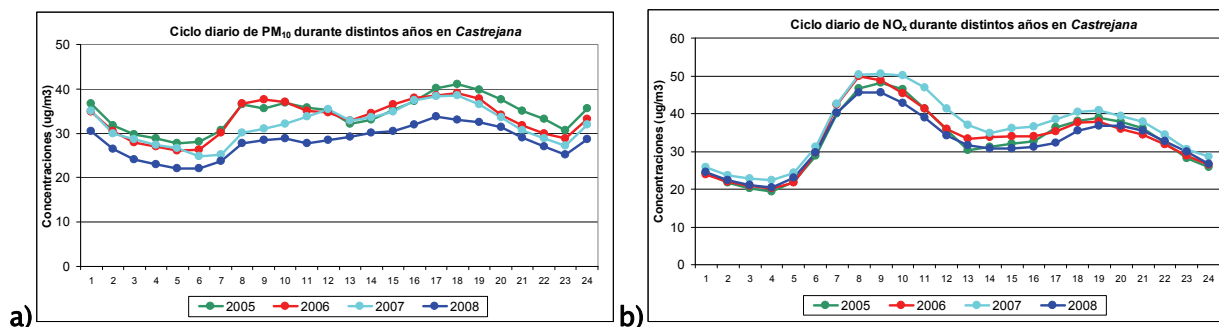 Ciclo diario de PM10 durante distintos años en Castrejana
Concentraciones (ug/m3)
50
40
30
20
10
0
1 2 3 4 5 6 7 8 9 10 11 12 13 14 15 16 17 18 19 20 21 22 23 24
2005 2006 2007 2008
a)
Ciclo diario de NOx durante distintos años en Castrejana
Concentraciones (ug/m3)
60
50
40
30
20
10
0
1 2 3 4 5 6 7 8 9 10 11 12 13 14 15 16 17 18 19 20 21 22 23 24
2005 2006 2007 2008
b)